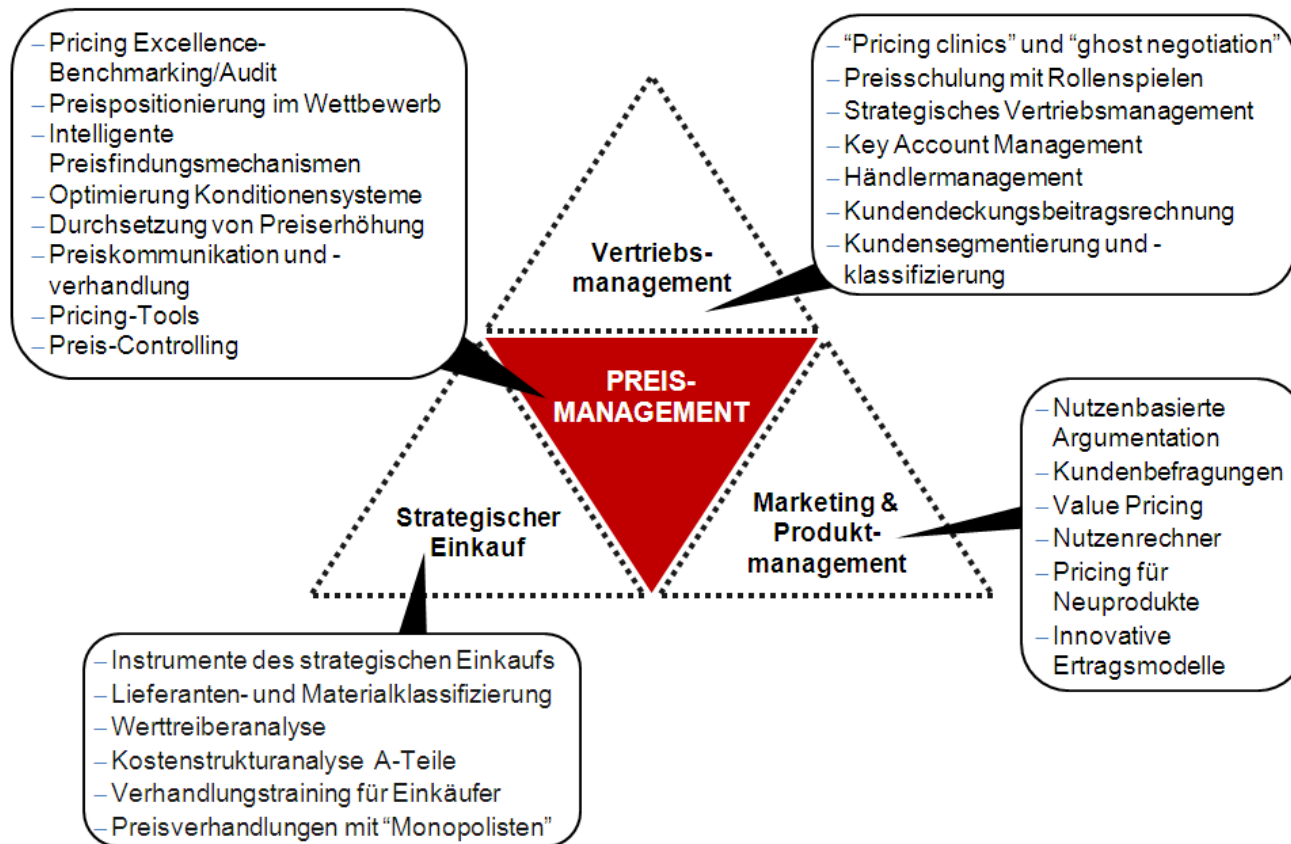 – Pricing Excellence-
Benchmarking/Audit
– Preispositionierung im Wettbewerb
– Intelligente
Preisfindungsmechanismen
– Optimierung Konditionensysteme
– Durchsetzung von Preiserhöhung
– Preiskommunikation und -
verhandlung
– Pricing-Tools
– Preis-Controlling
– “Pricing clinics” und “ghost negotiation”
– Preisschulung mit Rollenspielen
– Strategisches Vertriebsmanagement
– Key Account Management
– Händlermanagement
– Kundendeckungsbeitragsrechnung
– Kundensegmentierung und -
klassifizierung
Vertriebs-
management
PREIS-
MANAGEMENT
Strategischer
Einkauf
Marketing &
Produkt-
management
– Nutzenbasierte
Argumentation
– Kundenbefragungen
– Value Pricing
– Nutzenrechner
– Pricing für
Neuprodukte
– Innovative
Ertragsmodelle
– Instrumente des strategischen Einkaufs
– Lieferanten- und Materialklassifizierung
– Werttreiberanalyse
– Kostenstrukturanalyse A-Teile
– Verhandlungstraining für Einkäufer
– Preisverhandlungen mit “Monopolisten”